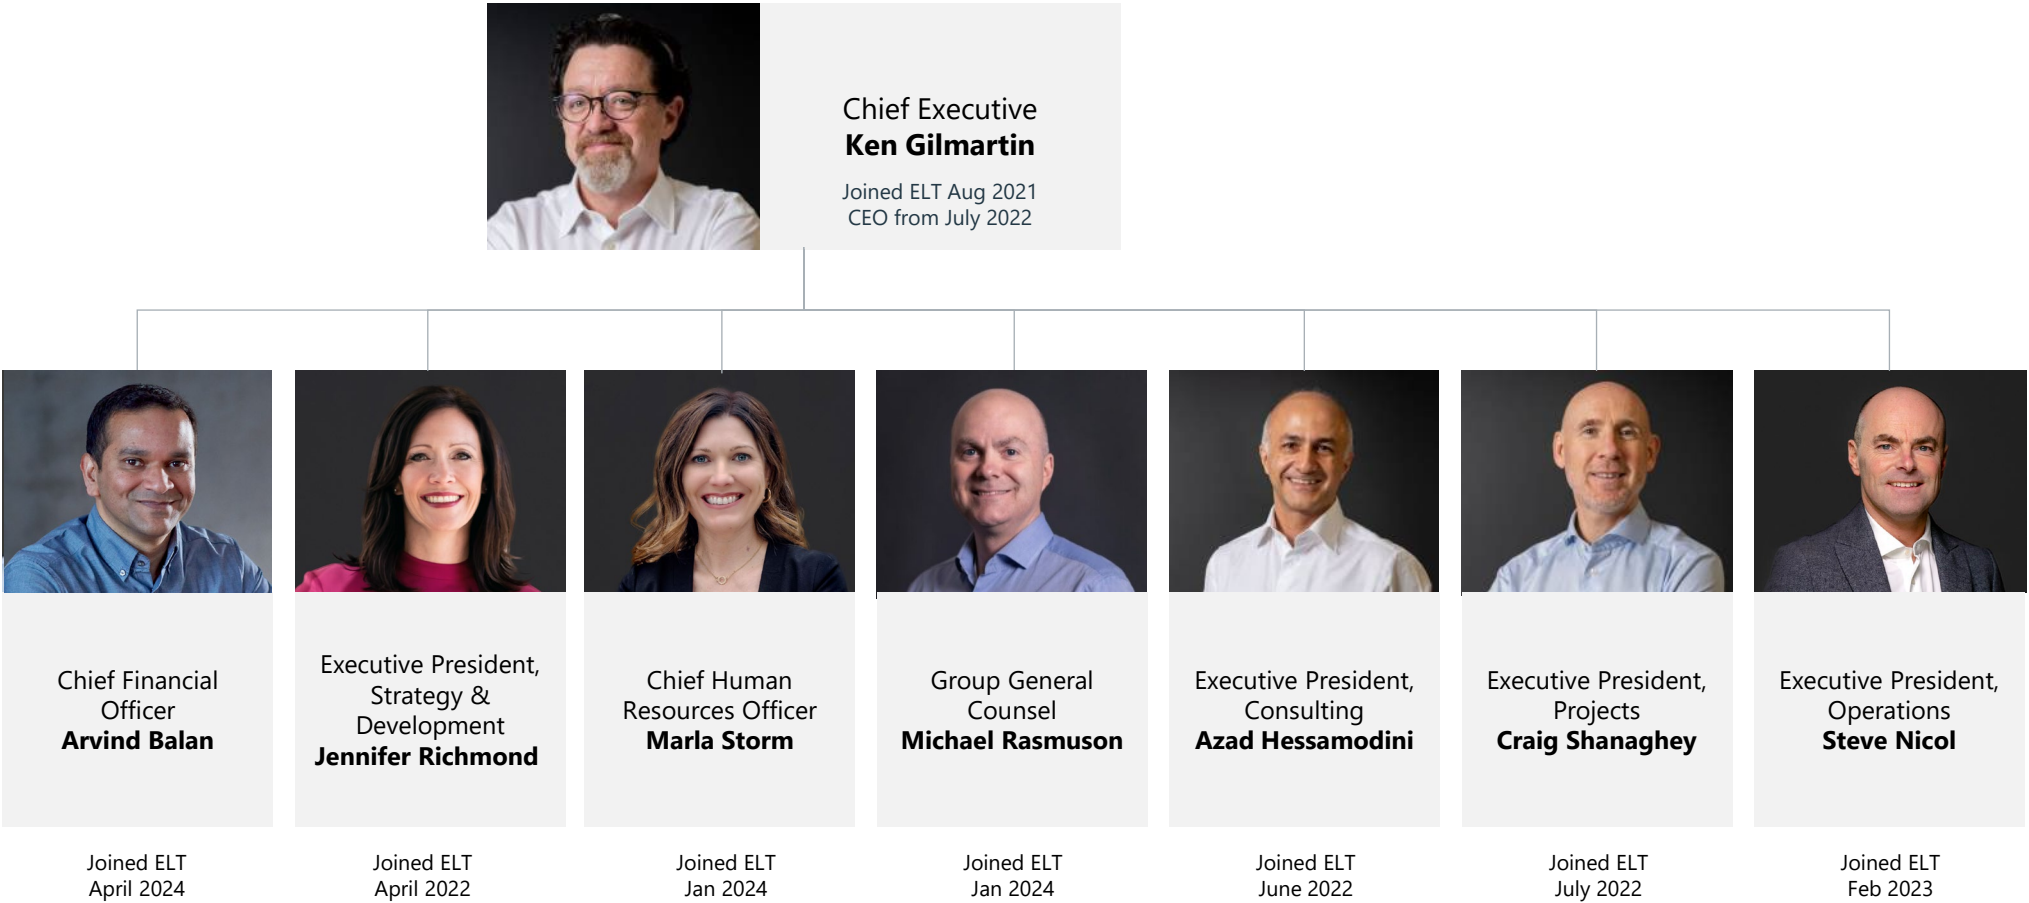 Chief Executive
Ken Gilmartin
Joined ELT Aug 2021
CEO from July 2022
Chief Financial
Officer
Arvind Balan
Joined ELT
April 2024
Executive President,
Strategy &
Development
Jennifer Richmond
Joined ELT
April 2022
Chief Human
Resources Officer
Marla Storm
Joined ELT
Jan 2024
Group General
Counsel
Michael Rasmuson
Joined ELT
Jan 2024
Executive President,
Consulting
Azad Hessamodini
Joined ELT
June 2022
Executive President,
Projects
Craig Shanaghey
Joined ELT
July 2022
Executive President,
Operations
Steve Nicol
Joined ELT
Feb 2023